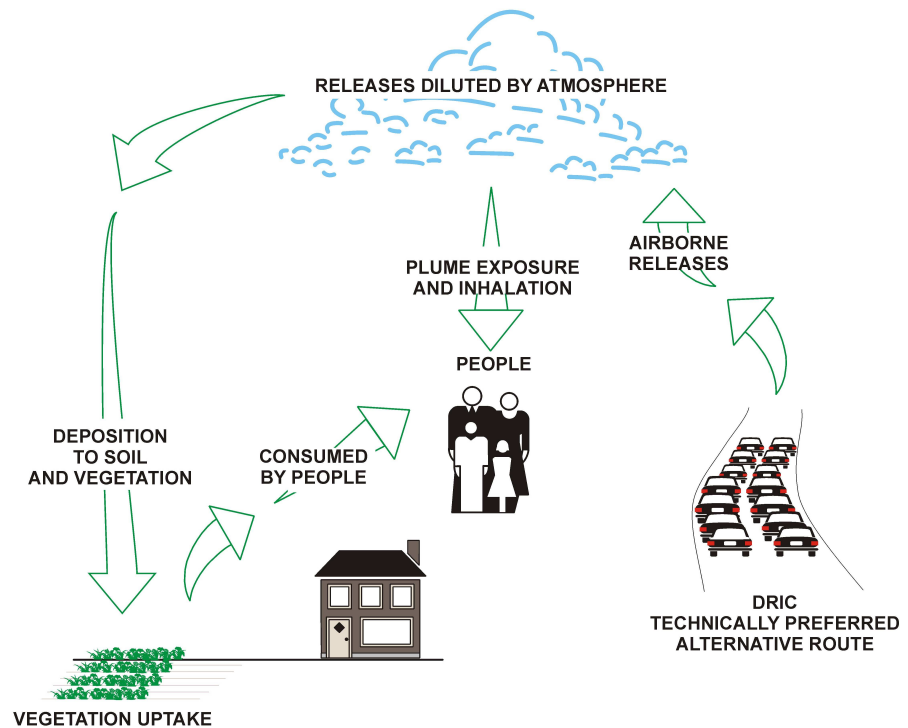 RELEASES DILUTED BY ATMOSPHERE
AIRBORNE
RELEASES
PLUME EXPOSURE
AND INHALATION
PEOPLE
DEPOSITION
TO SOIL
AND VEGETATION
CONSUMED
BY PEOPLE
DRIC
TECHNICALLY PREFERRED
ALTERNATIVE ROUTE
VEGETATION UPTAKE